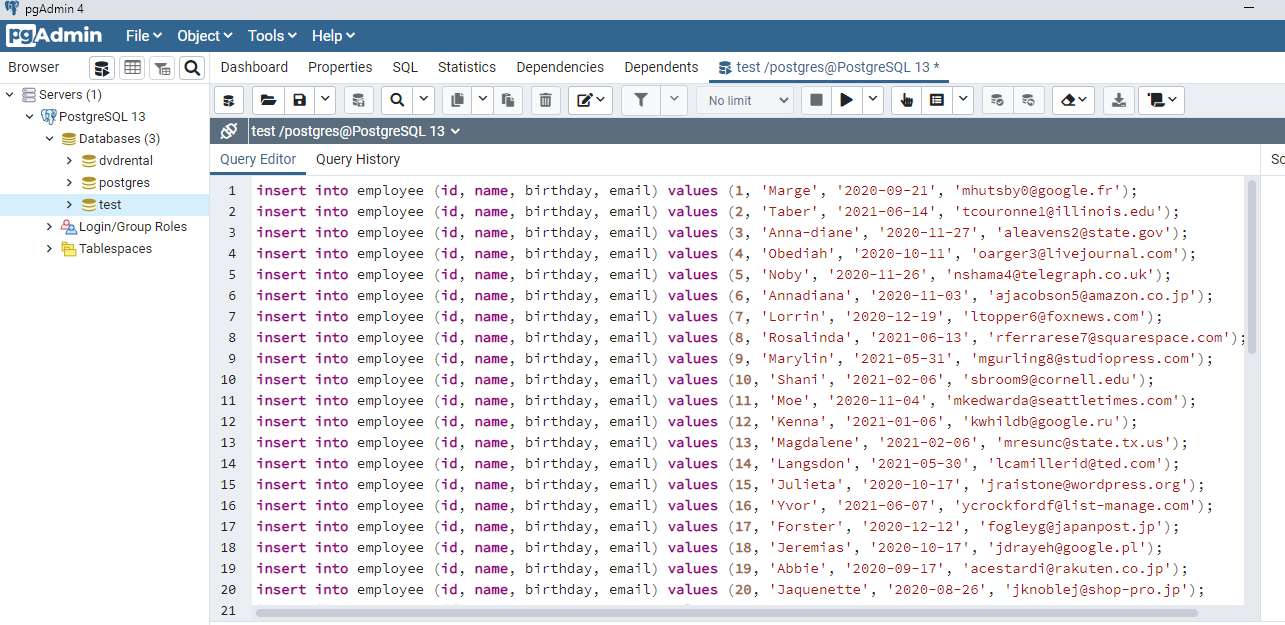 pgAdmin 4
pgAdmin File Object Tools Help
Browser Dashboard Properties SQL Statistics Dependencies Dependents test /postgres@PostgreSQL 13 *
No limit
test /postgres@PostgreSQL 13
Query Editor Query History Sc
Servers (1)
PostgreSQL 13
Databases (3)
dvdrental
postgres
test
Login/Group Roles
Tablespaces
1 insert into employee (id, name, birthday, email) values (1, 'Marge', '2020-09-21', 'mhutsby0@google.fr');
2 insert into employee (id, name, birthday, email) values (2, 'Taber', '2021-06-14', 'tcouronne1@illinois.edu');
3 insert into employee (id, name, birthday, email) values (3, 'Anna-diane', '2020-11-27', 'aleavens2@state.gov');
4 insert into employee (id, name, birthday, email) values (4, 'Obediah', '2020-10-11', 'oarger3@livejournal.com');
5 insert into employee (id, name, birthday, email) values (5, 'Noby', '2020-11-26', 'nshama4@telegraph.co.uk');
6 insert into employee (id, name, birthday, email) values (6, 'Annadiana', '2020-11-03', 'ajacobson5@amazon.co.jp');
7 insert into employee (id, name, birthday, email) values (7, 'Lorrin', '2020-12-19', 'ltopper6@foxnews.com');
8 insert into employee (id, name, birthday, email) values (8, 'Rosalinda', '2021-06-13', 'rferrarese7@squarespace.com');
9 insert into employee (id, name, birthday, email) values (9, 'Marylin', '2021-05-31', 'mgurling8@studiopress.com');
10 insert into employee (id, name, birthday, email) values (10, 'Shani', '2021-02-06', 'sbroom9@cornell.edu');
11 insert into employee (id, name, birthday, email) values (11, 'Moe', '2020-11-04', 'mkedwarda@seattletimes.com');
12 insert into employee (id, name, birthday, email) values (12, 'Kenna', '2021-01-06', 'kwhildb@google.ru');
13 insert into employee (id, name, birthday, email) values (13, 'Magdalene', '2021-02-06', 'mresunc@state.tx.us');
14 insert into employee (id, name, birthday, email) values (14, 'Langsdon', '2021-05-30', 'lcamillerid@ted.com');
15 insert into employee (id, name, birthday, email) values (15, 'Julieta', '2020-10-17', 'jraistone@wordpress.org');
16 insert into employee (id, name, birthday, email) values (16, 'Yvor', '2021-06-07', 'ycrockfordf@list-manage.com');
17 insert into employee (id, name, birthday, email) values (17, 'Forster', '2020-12-12', 'fogleyg@japanpost.jp');
18 insert into employee (id, name, birthday, email) values (18, 'Jeremias', '2020-10-17', 'jdrayeh@google.pl');
19 insert into employee (id, name, birthday, email) values (19, 'Abbie', '2020-09-17', 'acestardi@rakuten.co.jp');
20 insert into employee (id, name, birthday, email) values (20, 'Jaquenette', '2020-08-26', 'jknoblej@shop-pro.jp');
21